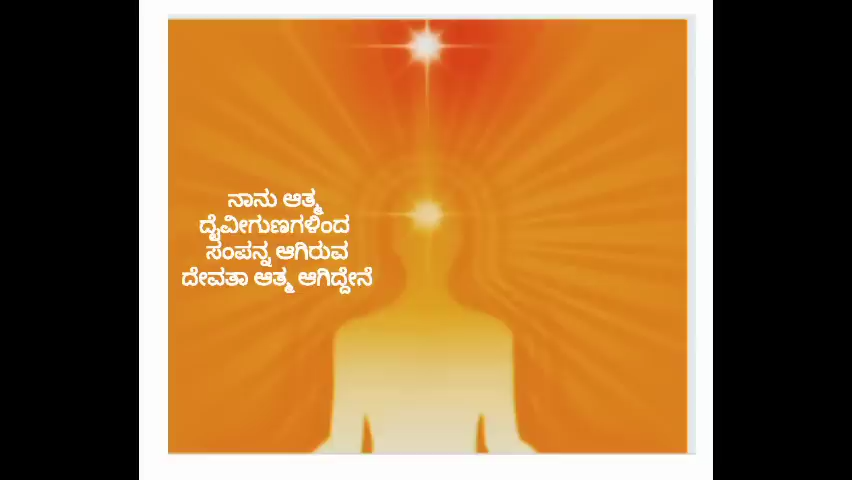 ನಾನು ಆತ್ಮ
ದೈವೀಗುಣಗಳಿಂದ
ಸಂಪನ್ನ ಆಗಿರುವ
ದೇವತಾ ಆತ್ಮ ಆಗಿದ್ದೇನೆ